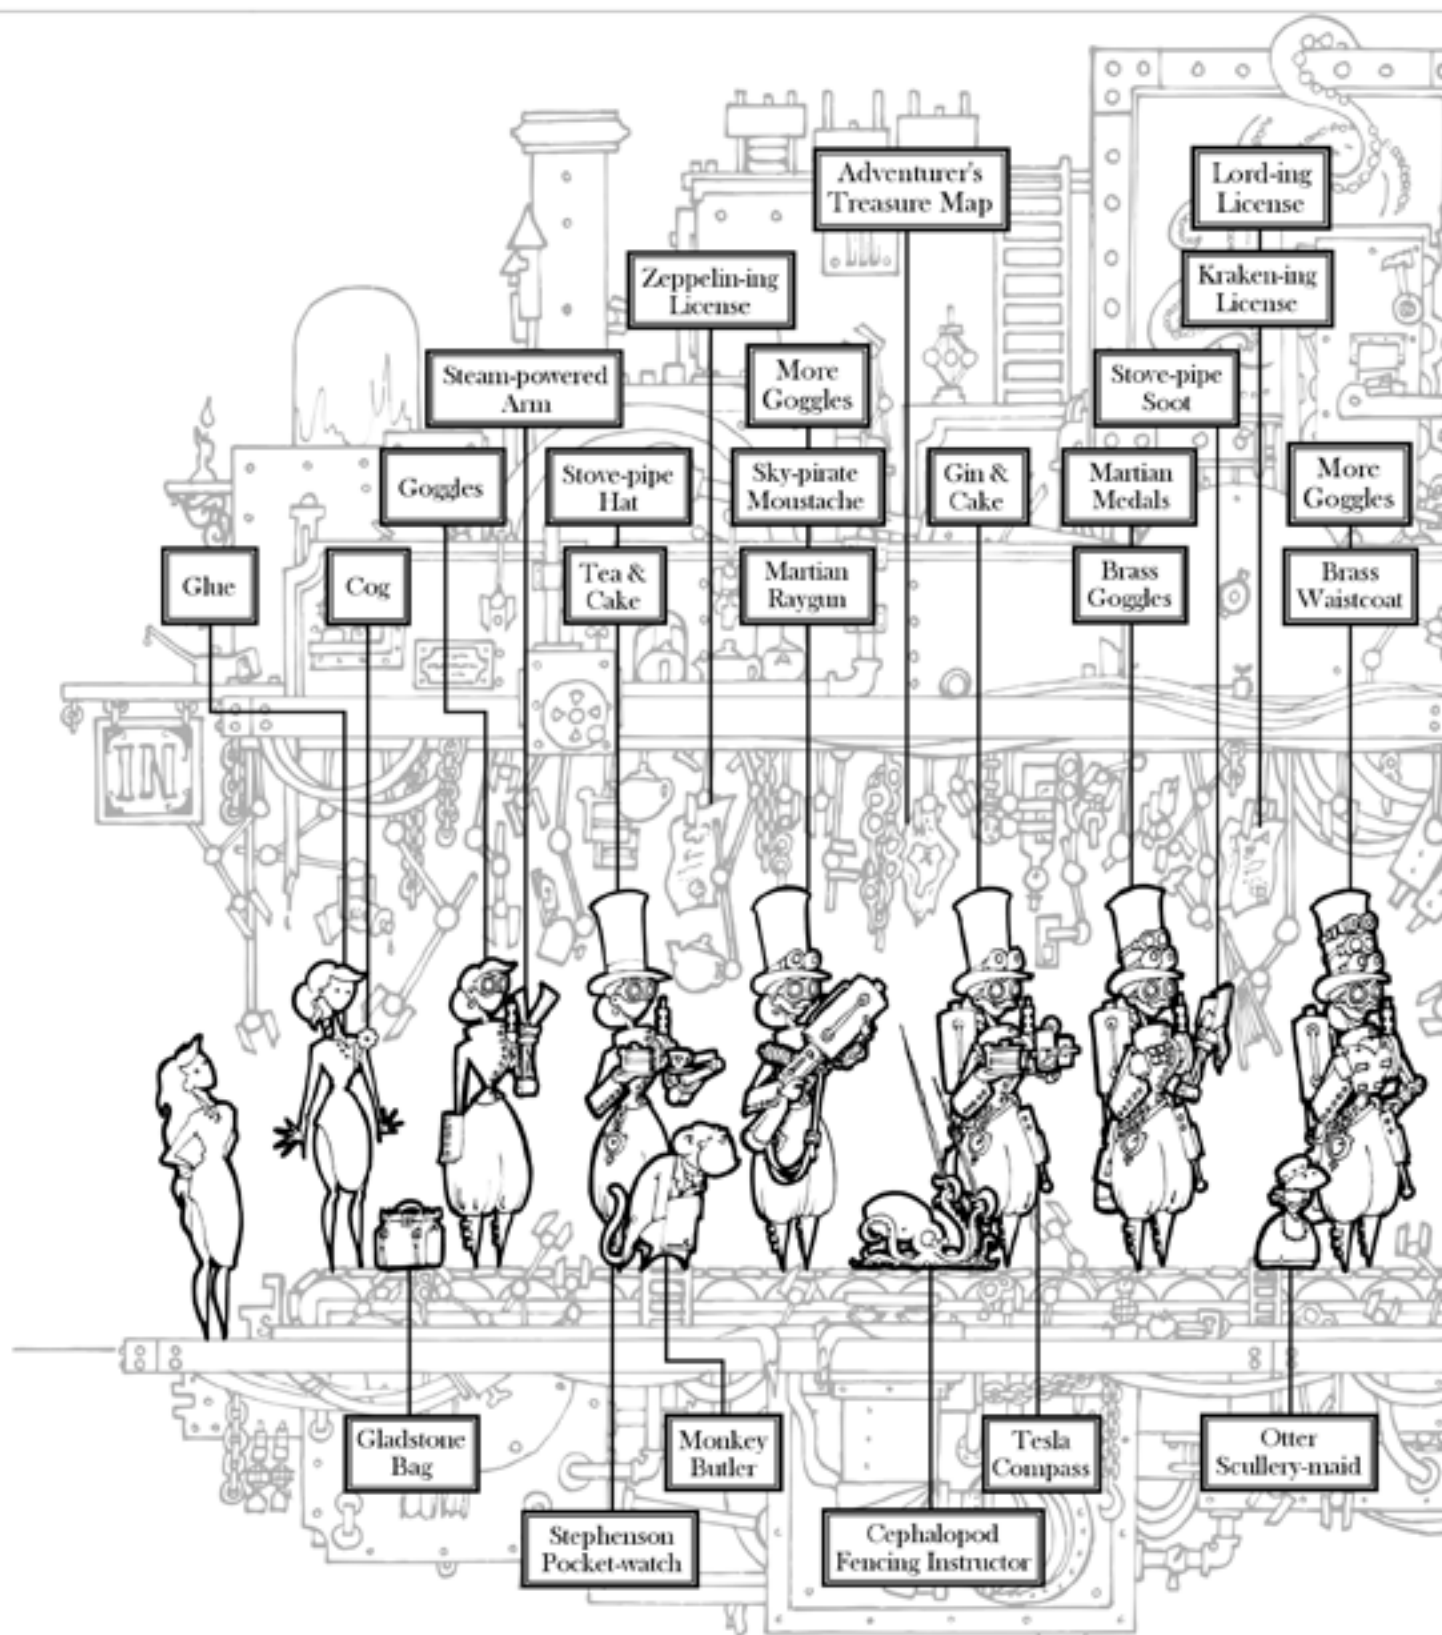 Adventurer's
Treasure Map
Lord-ing
License
Zeppelin-ing
License
Kraken-ing
License
Steam-powered
Arm
More
Goggles
Stove-pipe
Soot
Goggles
Stove-pipe
Hat
Sky-pirate
Moustache
Gin &
Cake
Martian
Medals
More
Goggles
Glue
Cog
Tea &
Cake
Martian
Raygun
Brass
Goggles
Brass
Waistcoat
IN
Gladstone
Bag
Monkey
Butler
Tesla
Compass
Otter
Scullery-maid
Stephenson
Pocket-watch
Cephalopod
Fencing Instructor